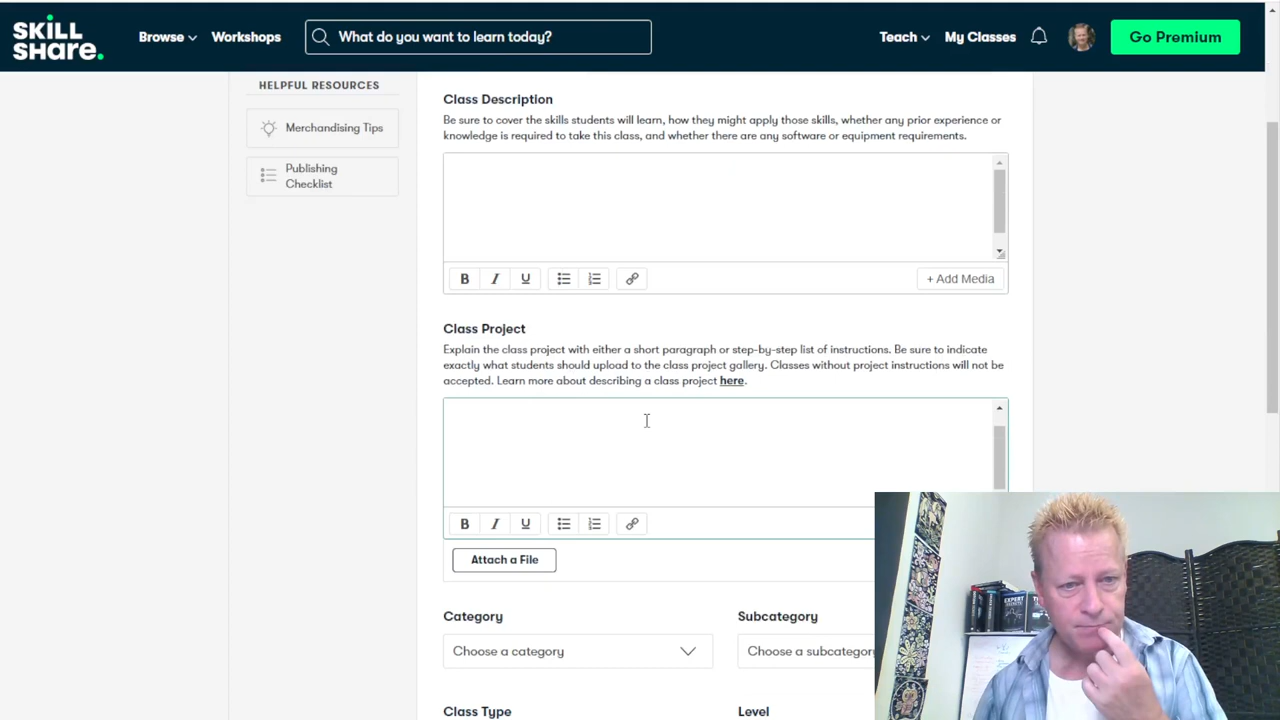 SKILL
SHARE.
Browse
Workshops
What do you want to learn today?
Teach
My Classes
Go Premium
HELPFUL RESOURCES
Merchandising Tips
Publishing
Checklist
Class Description
Be sure to cover the skills students will learn, how they might apply those skills, whether any prior experience or
knowledge is required to take this class, and whether there are any software or equipment requirements.
B I U
+ Add Media
Class Project
Explain the class project with either a short paragraph or step-by-step list of instructions. Be sure to indicate
exactly what students should upload to the class project gallery. Classes without project instructions will not be
accepted. Learn more about describing a class project here.
B I U
Attach a File
Category
Subcategory
Choose a category
Choose a subcategory
Class Type
Level
EXPERT